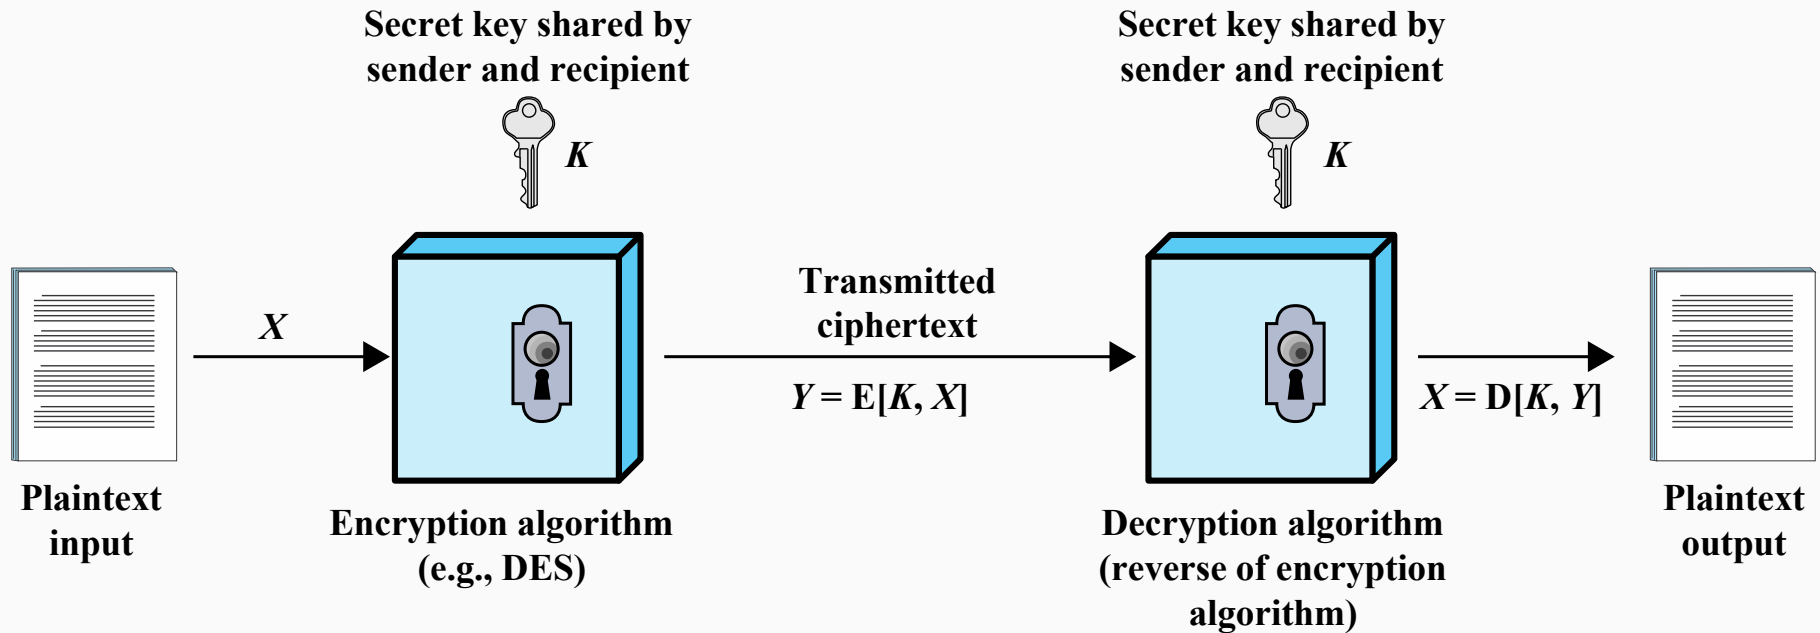 Secret key shared by
sender and recipient
K
Secret key shared by
sender and recipient
K
X
Transmitted
ciphertext
Y = E[K, X]
X = D[K, Y]
Plaintext
input
Encryption algorithm
(e.g., DES)
Decryption algorithm
(reverse of encryption
algorithm)
Plaintext
output